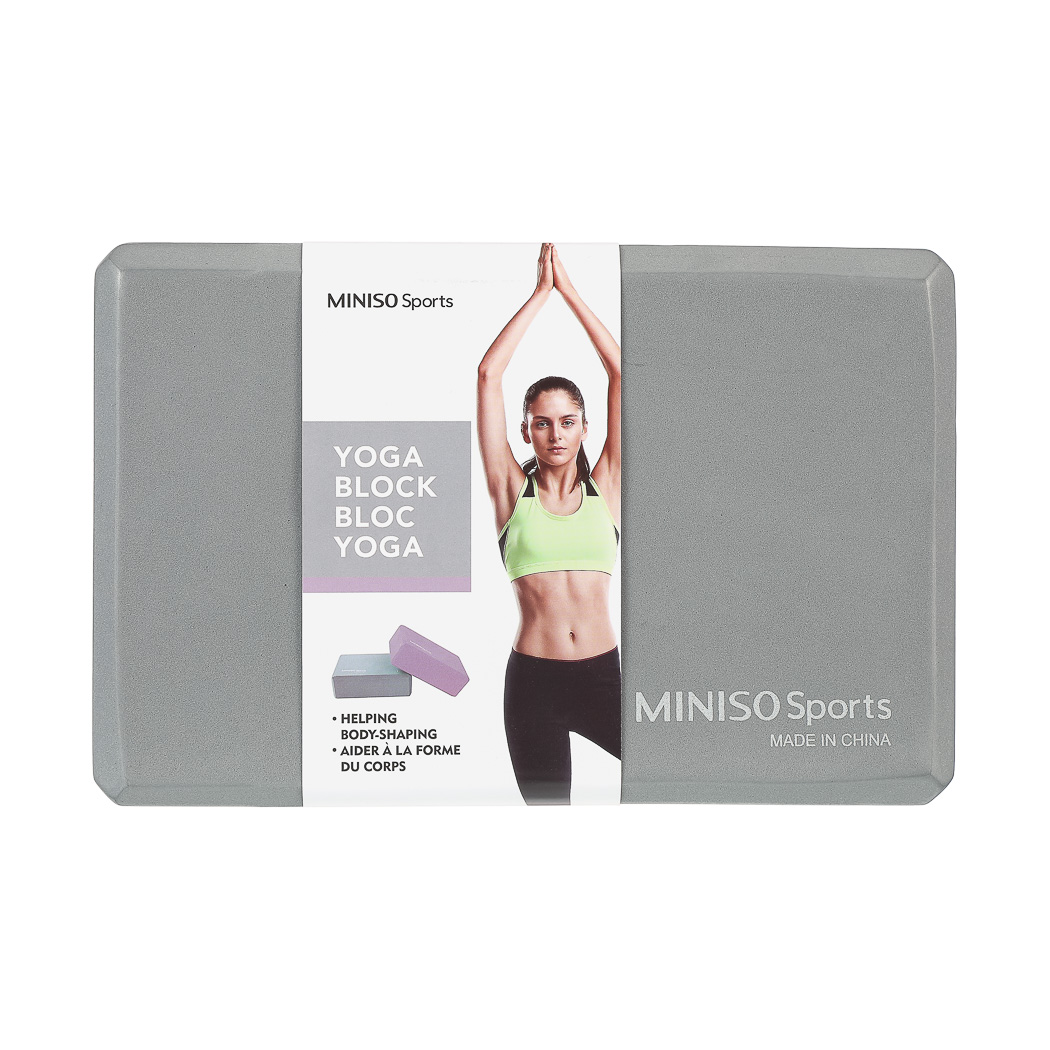 MINISO Sports
YOGA
BLOCK
BLOC
YOGA
• HELPING
BODY-SHAPING
• AIDER À LA FORME
DU CORPS
MINISO Sports
MADE IN CHINA